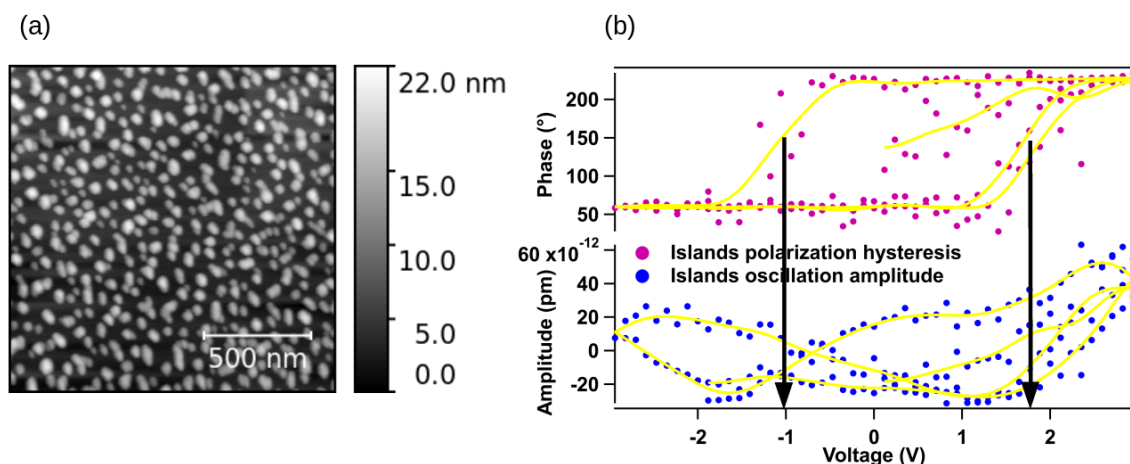 (a)
(b)
22.0 nm
15.0
10.0
5.0
0.0
500 nm
Phase (°)
200
150
100
50
Islands polarization hysteresis
Islands oscillation amplitude
Amplitude (pm)
60 x10-12
40
20
0
-20
-2 -1 0 1 2
Voltage (V)